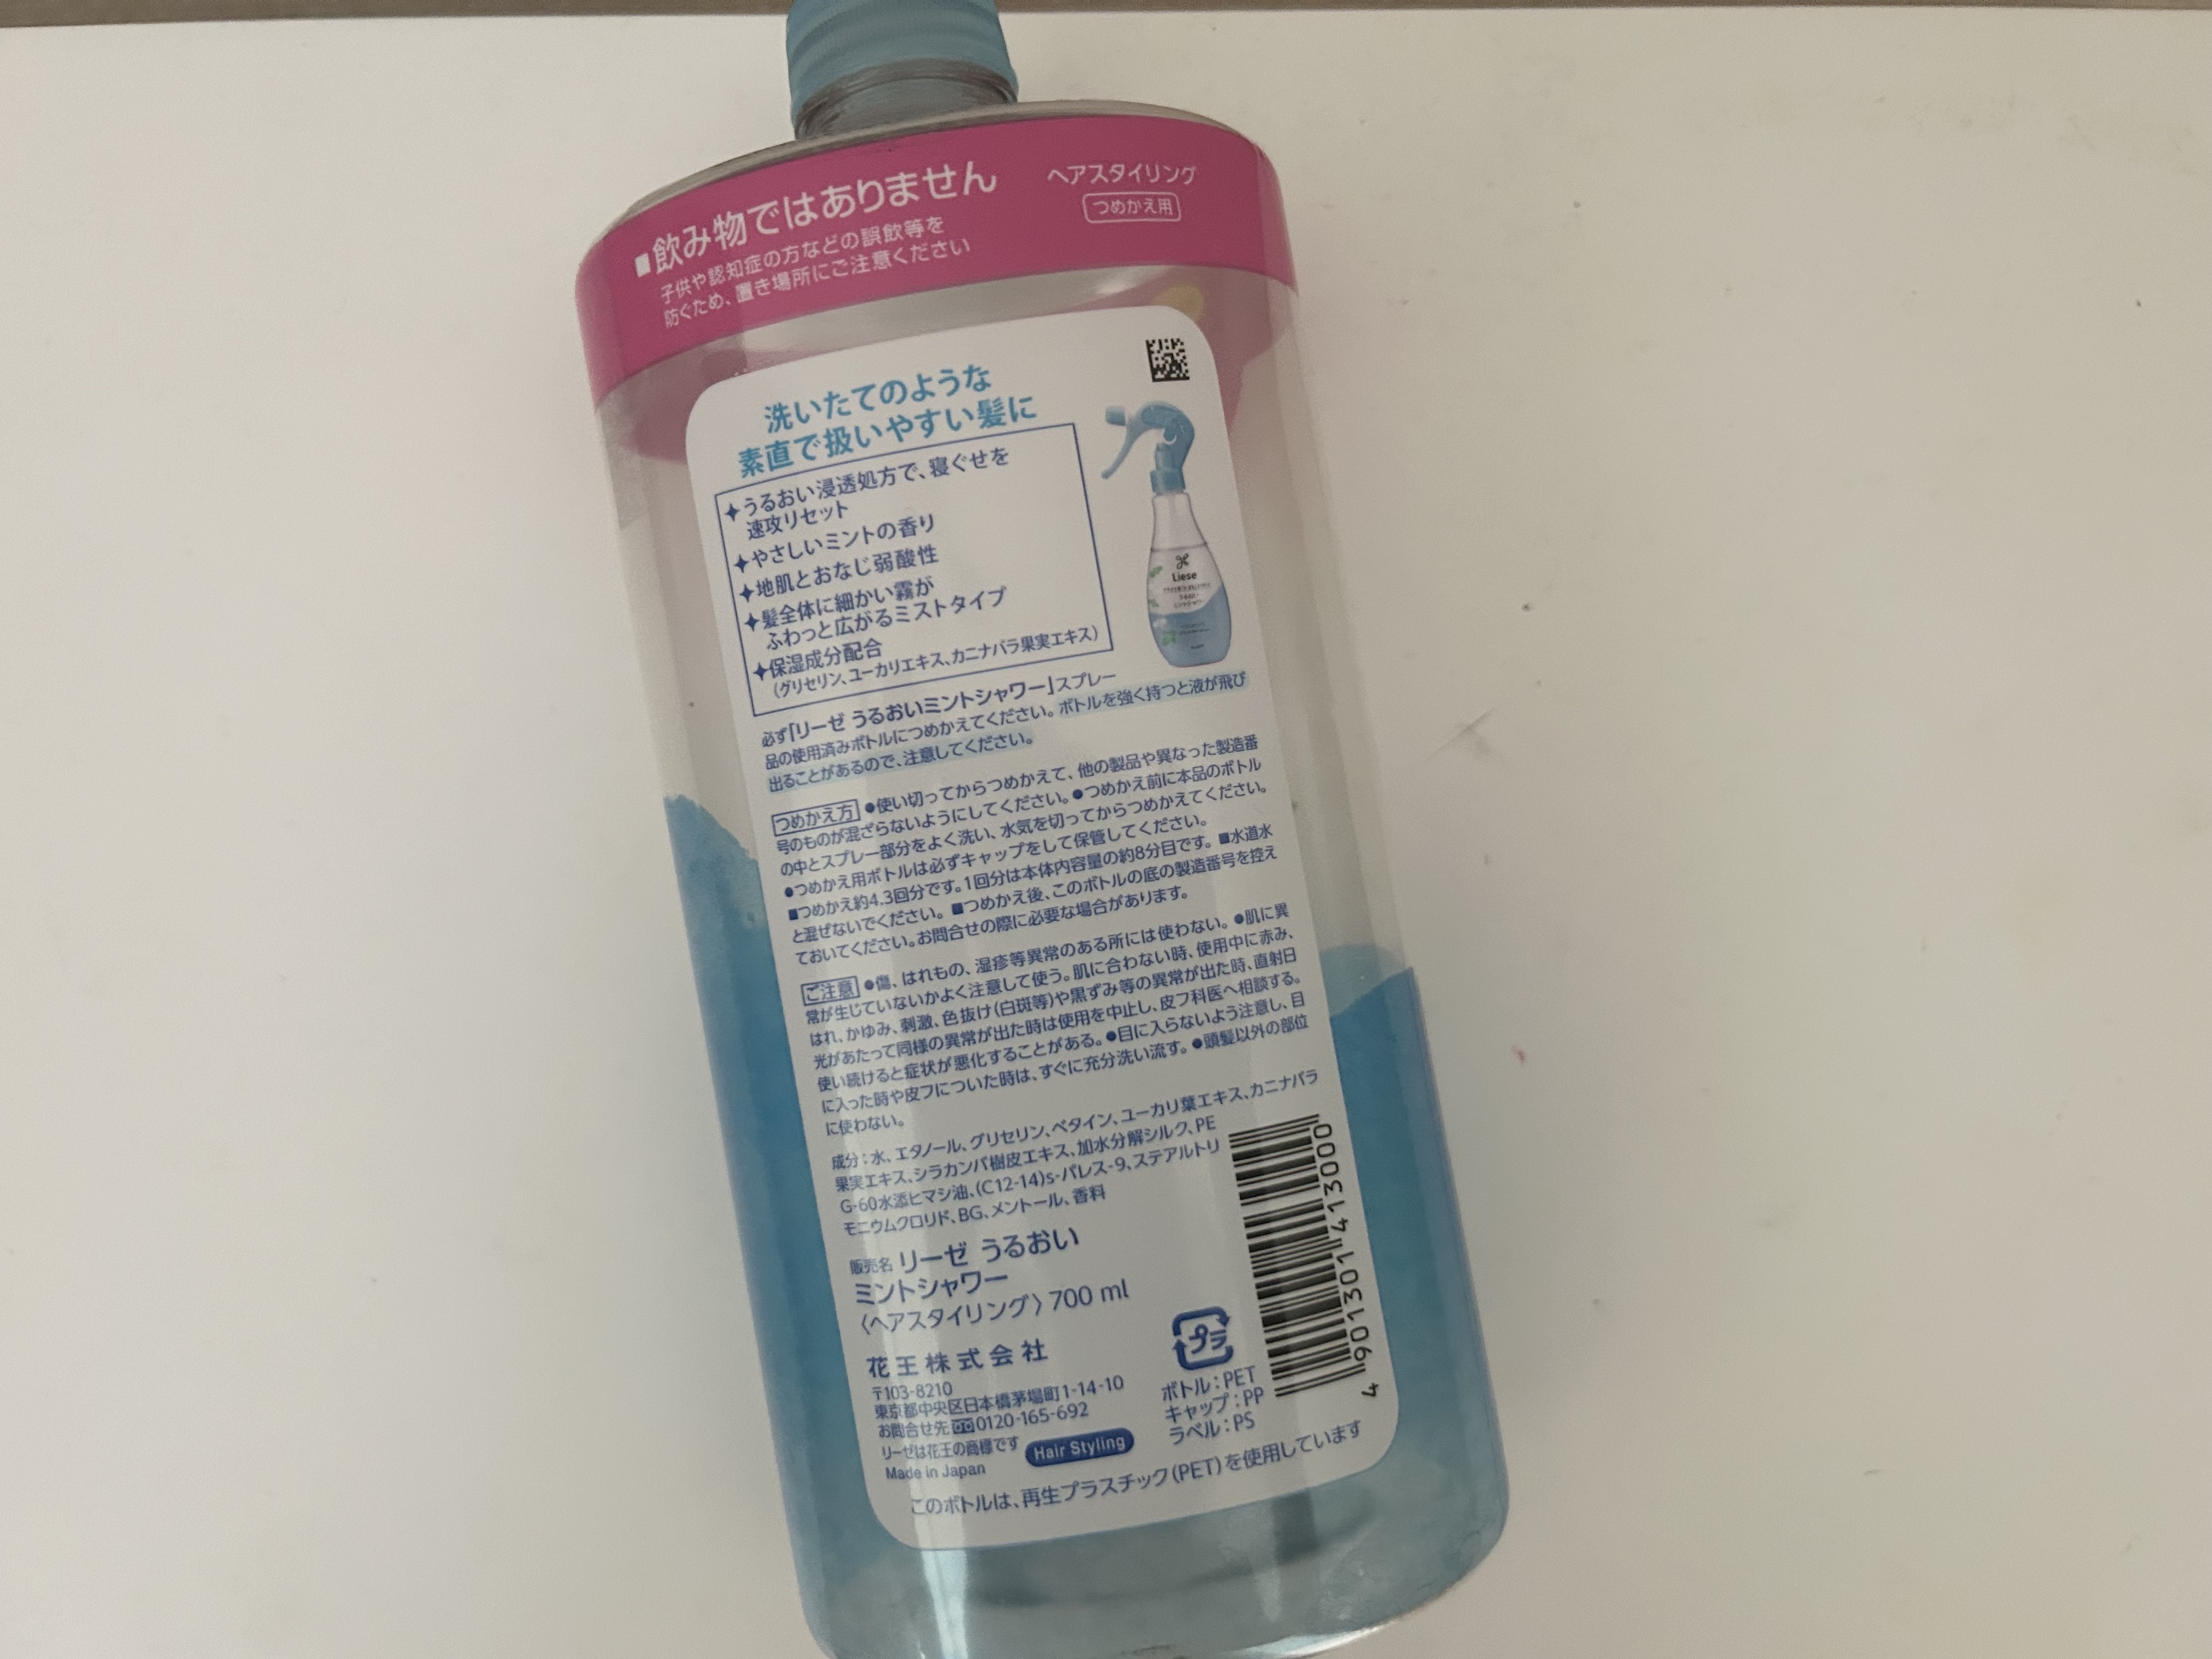 ■飲み物ではありません
子供や認知症の方などの誤飲等を
防ぐため、置き場所にご注意ください
ヘアスタイリング
つめかえ用
洗いたてのような
素直で扱いやすい髪に
✦うるおい浸透処方で、寝ぐせを
速攻リセット
✦やさしいミントの香り
✦地肌とおなじ弱酸性
✦髪全体に細かい霧が
ふわっと広がるミストタイプ
✦保湿成分配合
(グリセリン、ユーカリエキス、カニナバラ果実エキス)
Liese
必ず「リーゼ うるおいミントシャワー」スプレー
品の使用済みボトルにつめかえてください。ボトルを強く持つと液が飛び
出ることがあるので、注意してください。
つめかえ方 ●使い切ってからつめかえて、他の製品や異なった製造番
号のものが混ざらないようにしてください。●つめかえ前に本品のボトル
の中とスプレー部分をよく洗い、水気を切ってからつめかえてください。
●つめかえ用ボトルは必ずキャップをして保管してください。
■つめかえ約4.3回分です。1回分は本体内容量の約8分目です。■水道水
と混ぜないでください。■つめかえ後、このボトルの底の製造番号を控え
ておいてください。お問合せの際に必要な場合があります。
ご注意 ●傷、はれもの、湿疹等異常のある所には使わない。●肌に異
常が生じていないかよく注意して使う。肌に合わない時、使用中に赤み、
はれ、かゆみ、刺激、色抜け(白斑等)や黒ずみ等の異常が出た時、直射日
光があたって同様の異常が出た時は使用を中止し、皮フ科医へ相談する。
使い続けると症状が悪化することがある。●目に入らないよう注意し、目
に入った時や皮フについた時は、すぐに充分洗い流す。●頭髪以外の部位
に使わない。
成分:水、エタノール、グリセリン、ベタイン、ユーカリ葉エキス、カニナバラ
果実エキス、シラカンバ樹皮エキス、加水分解シルク、PE
G-60水添ヒマシ油、(C12-14)s-パレス-9、ステアルトリ
モニウムクロリド、BG、メントール、香料
販売名 リーゼ うるおい
ミントシャワー
〈ヘアスタイリング〉 700 ml
花王株式会社
〒103-8210
東京都中央区日本橋茅場町1-14-10
お問合せ先 0120-165-692
リーゼは花王の商標です
Made in Japan
Hair Styling
プラ
ボトル:PET
キャップ:PP
ラベル:PS
4 901301 413000
このボトルは、再生プラスチック(PET)を使用しています